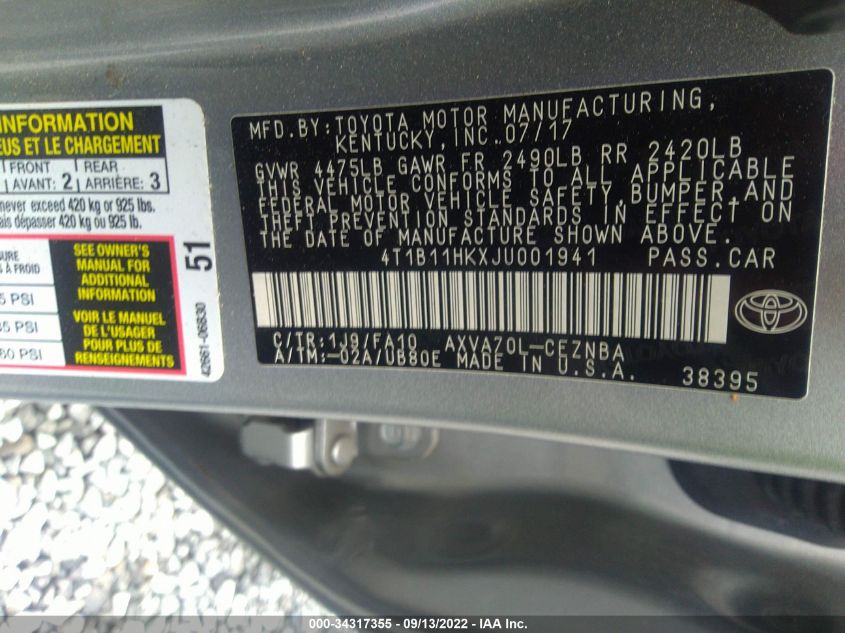 INFORMATION
EUS ET LE CHARGEMENT
FRONT REAR
AVANT: 2 ARRIÈRE: 3
never exceed 420 kg or 925 lbs.
ais dépasser 420 kg ou 925 lb.
SEE OWNER'S
MANUAL FOR
ADDITIONAL
INFORMATION
VOIR LE MANUEL
DE L'USAGER
POUR PLUS DE
RENSEIGNEMENTS
À FROID
5 PSI
35 PSI
60 PSI
51
42661-06830
MFD.BY:TOYOTA MOTOR MANUFACTURING,
KENTUCKY,INC.07/17
GVWR 4475LB GAWR FR 2490LB RR 2420LB
THIS VEHICLE CONFORMS TO ALL APPLICABLE
FEDERAL MOTOR VEHICLE SAFETY,BUMPER,AND
THEFT PREVENTION STANDARDS IN EFFECT ON
THE DATE OF MANUFACTURE SHOWN ABOVE.
4T1B11HKXJU001941 PASS.CAR
C/TR:1J9/FA10 AXVA70L-CEZNBA
A/TM:-02A/UB80E MADE IN U.S.A.
38395
000-34317355 - 09/13/2022 - IAA Inc.